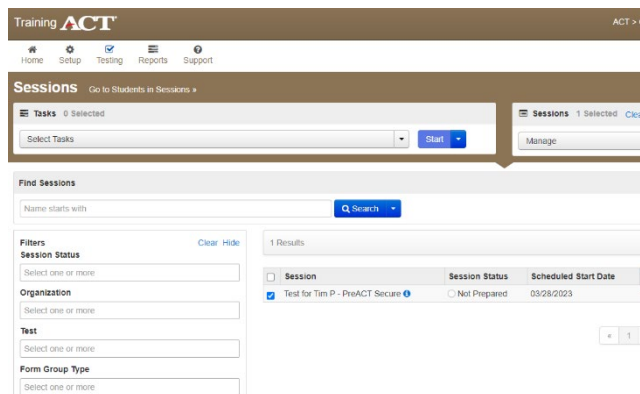 Training ACT
ACT >
Home Setup Testing Reports Support
Sessions Go to Students in Sessions »
Tasks 0 Selected
Sessions 1 Selected Clea
Select Tasks
Start
Manage
Find Sessions
Name starts with
Search
Filters Clear Hide
1 Results
Session Status
Select one or more
Session Session Status Scheduled Start Date
Organization
Test for Tim P - PreACT Secure Not Prepared 03/28/2023
Select one or more
Test
« 1
Select one or more
Form Group Type
Select one or more